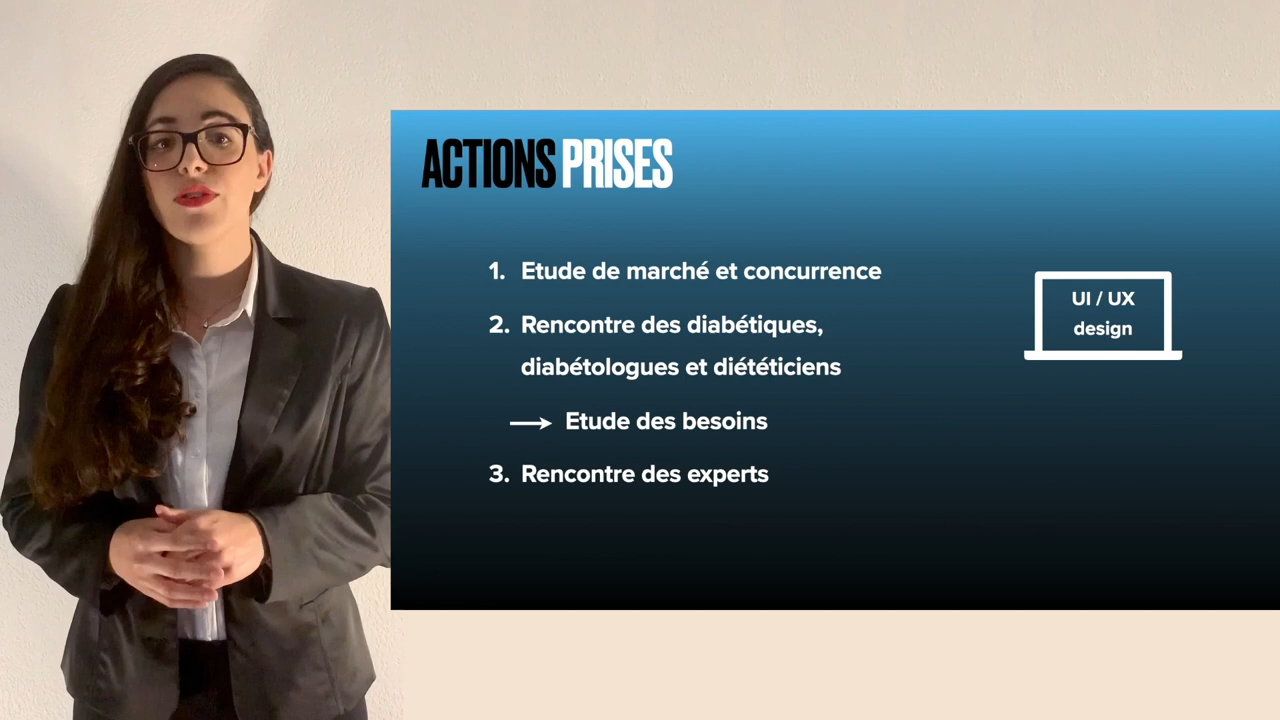 ACTIONS PRISES
1. Etude de marché et concurrence
2. Rencontre des diabétiques,
diabétologues et diététiciens
Etude des besoins
3. Rencontre des experts
UI / UX
design